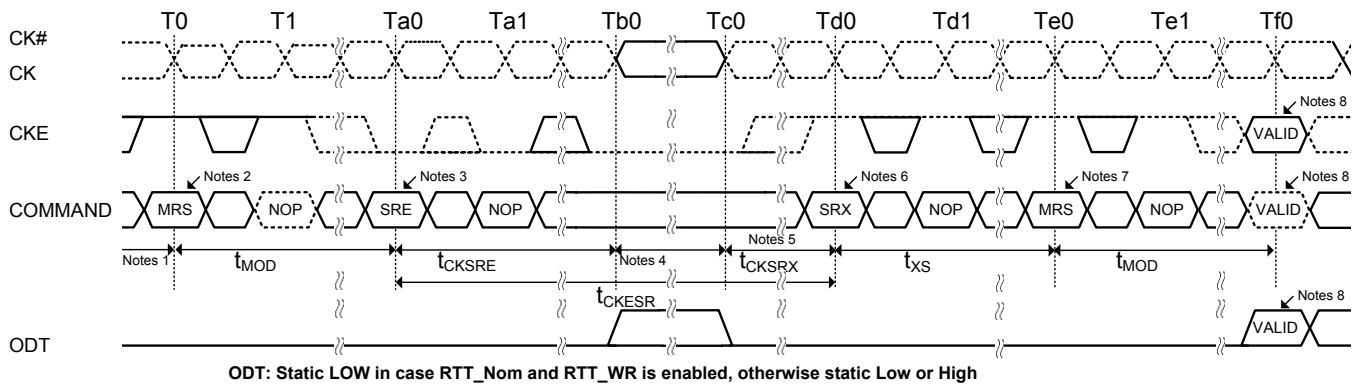 T0 T1 Ta0 Ta1 Tb0 Tc0 Td0 Td1 Te0 Te1 Tf0
CK#
CK
Notes 8
CKE VALID
Notes 2 Notes 3 Notes 6 Notes 7 Notes 8
COMMAND MRS NOP SRE NOP SRX NOP MRS NOP VALID
Notes 1 tMOD tCKSRE Notes 4 Notes 5 tCKSRX tXS tMOD
tCKESR
Notes 8
ODT VALID
ODT: Static LOW in case RTT_Nom and RTT_WR is enabled, otherwise static Low or High